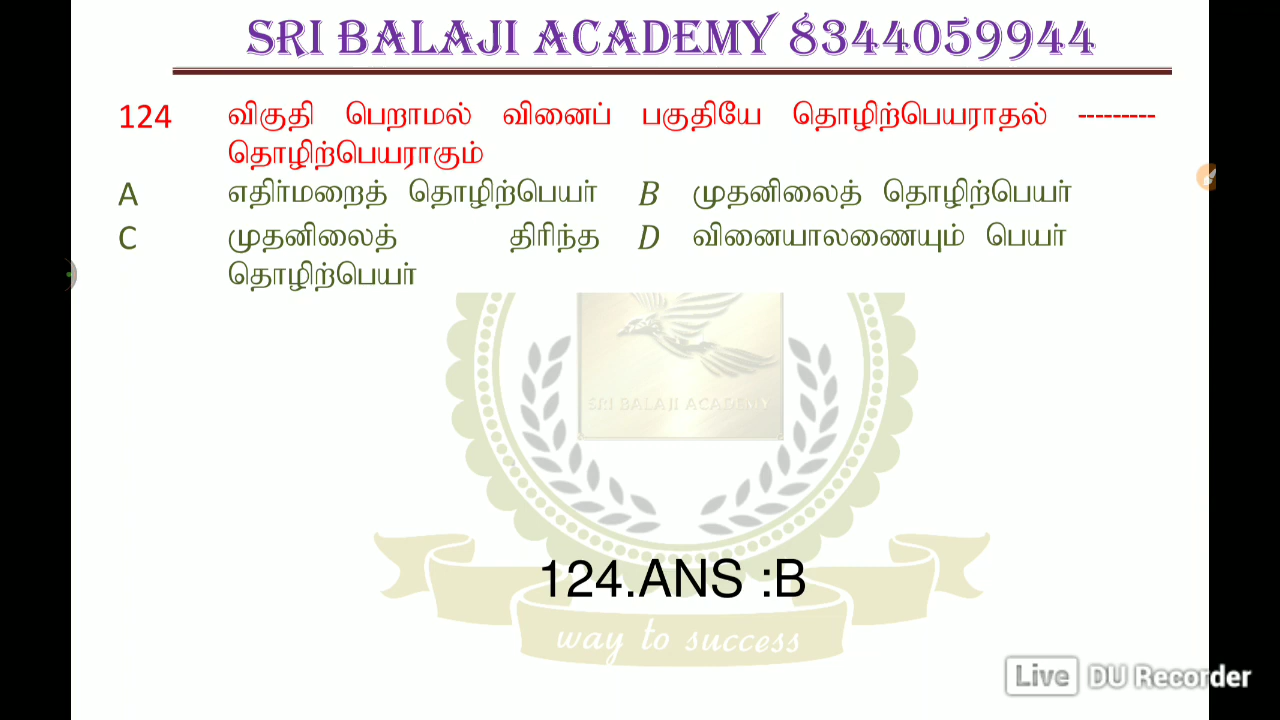 SRI BALAJI ACADEMY 8344059944
124 விகுதி பெறாமல் வினைப் பகுதியே தொழிற்பெயராதல் ---------
தொழிற்பெயராகும்
A எதிர்மறைத் தொழிற்பெயர் B முதனிலைத் தொழிற்பெயர்
C முதனிலைத் திரிந்த D வினையாலணையும் பெயர்
தொழிற்பெயர்
SRI BALAJI ACADEMY
124.ANS :B
way to success
Live DU Recorder